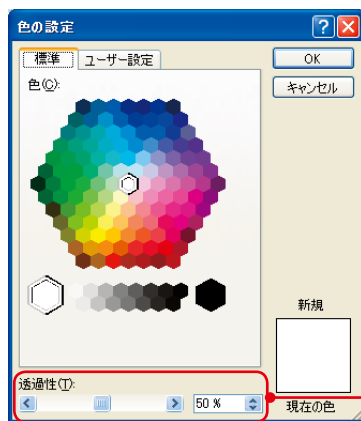 色の設定
標準
ユーザー設定
OK
キャンセル
色(C):
新規
透過性(T):
50 %
現在の色